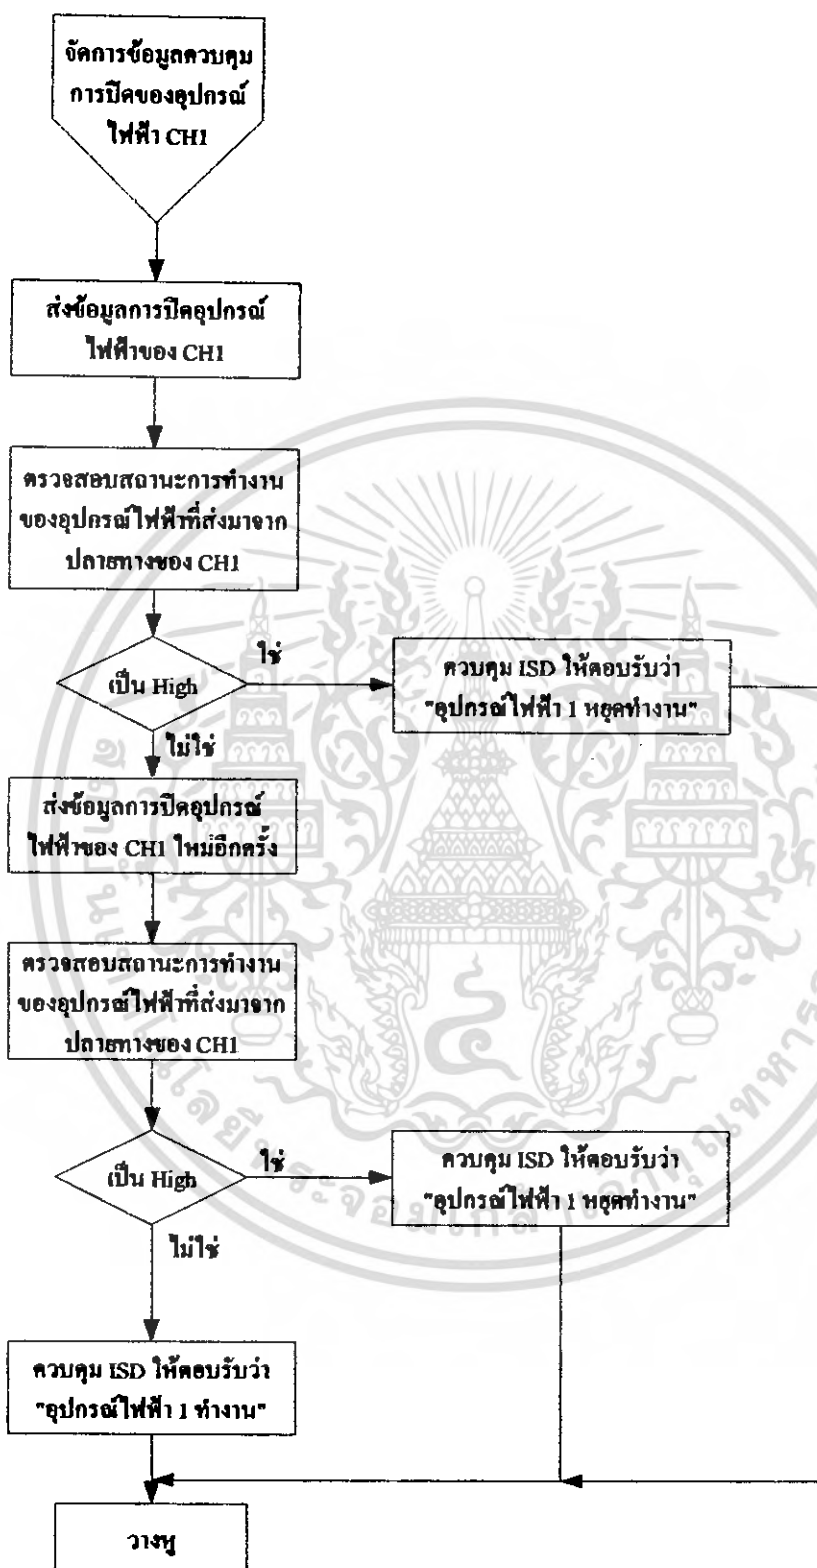 จัดการข้อมูลควบคุม
การปิดของอุปกรณ์
ไฟฟ้า CH1
ส่งข้อมูลการปิดอุปกรณ์
ไฟฟ้าของ CH1
ตรวจสอบสถานะการทำงาน
ของอุปกรณ์ไฟฟ้าที่ส่งมาจาก
ปลายทางของ CH1
เป็น High
ใช่
ควบคุม ISD ให้ตอบรับว่า
"อุปกรณ์ไฟฟ้า 1 หยุดทำงาน"
ไม่ใช่
ส่งข้อมูลการปิดอุปกรณ์
ไฟฟ้าของ CH1 ใหม่อีกครั้ง
ตรวจสอบสถานะการทำงาน
ของอุปกรณ์ไฟฟ้าที่ส่งมาจาก
ปลายทางของ CH1
เป็น High
ใช่
ควบคุม ISD ให้ตอบรับว่า
"อุปกรณ์ไฟฟ้า 1 หยุดทำงาน"
ไม่ใช่
ควบคุม ISD ให้ตอบรับว่า
"อุปกรณ์ไฟฟ้า 1 ทำงาน"
วางหู